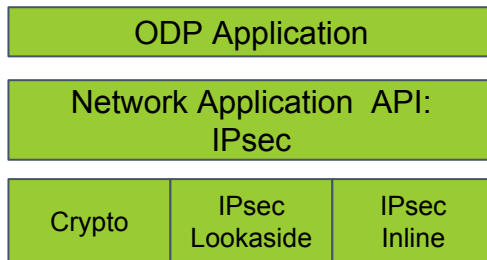 ODP Application
Network Application API:
IPsec
Crypto
IPsec
Lookaside
IPsec
Inline